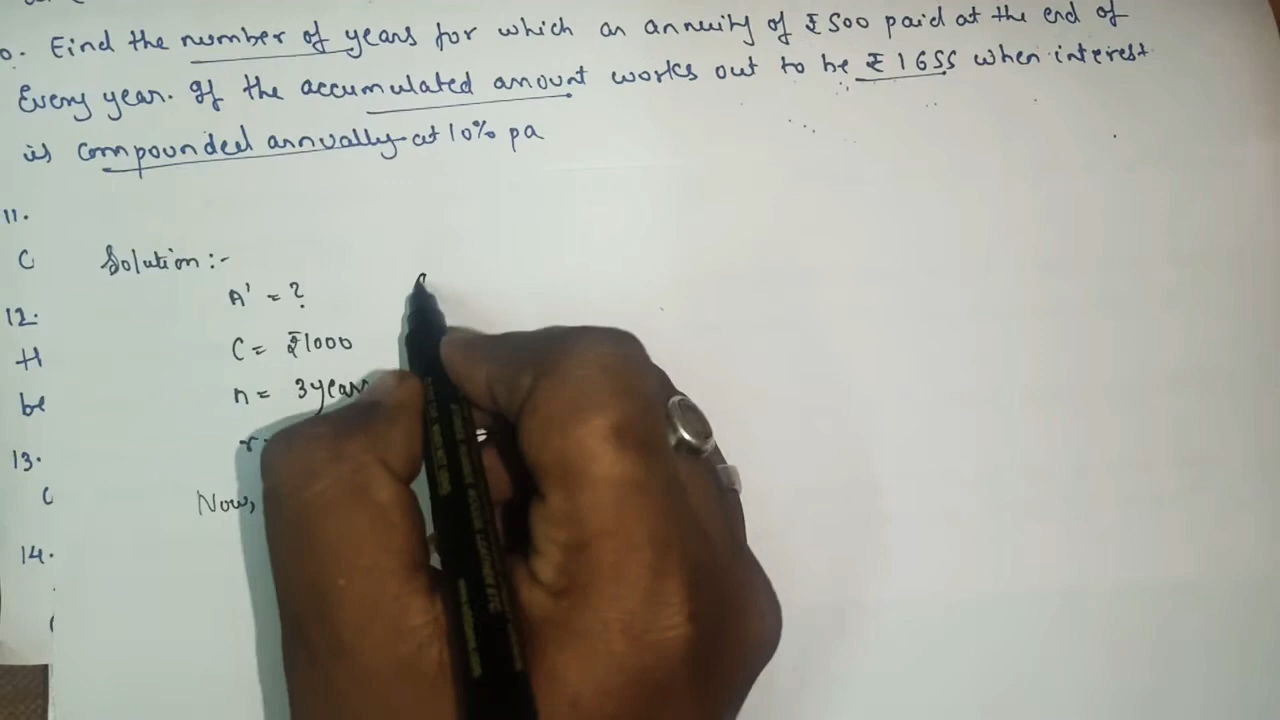 0. Find the number of years for which an annuity of ₹500 paid at the end of
Every year. If the accumulated amount works out to be ₹1655 when interest
is compounded annually at 10% pa
11.
C
Solution:-
A' = ?
12.
C = ₹1000
H
n = 3 years
be
r =
13.
C
Now,
14.